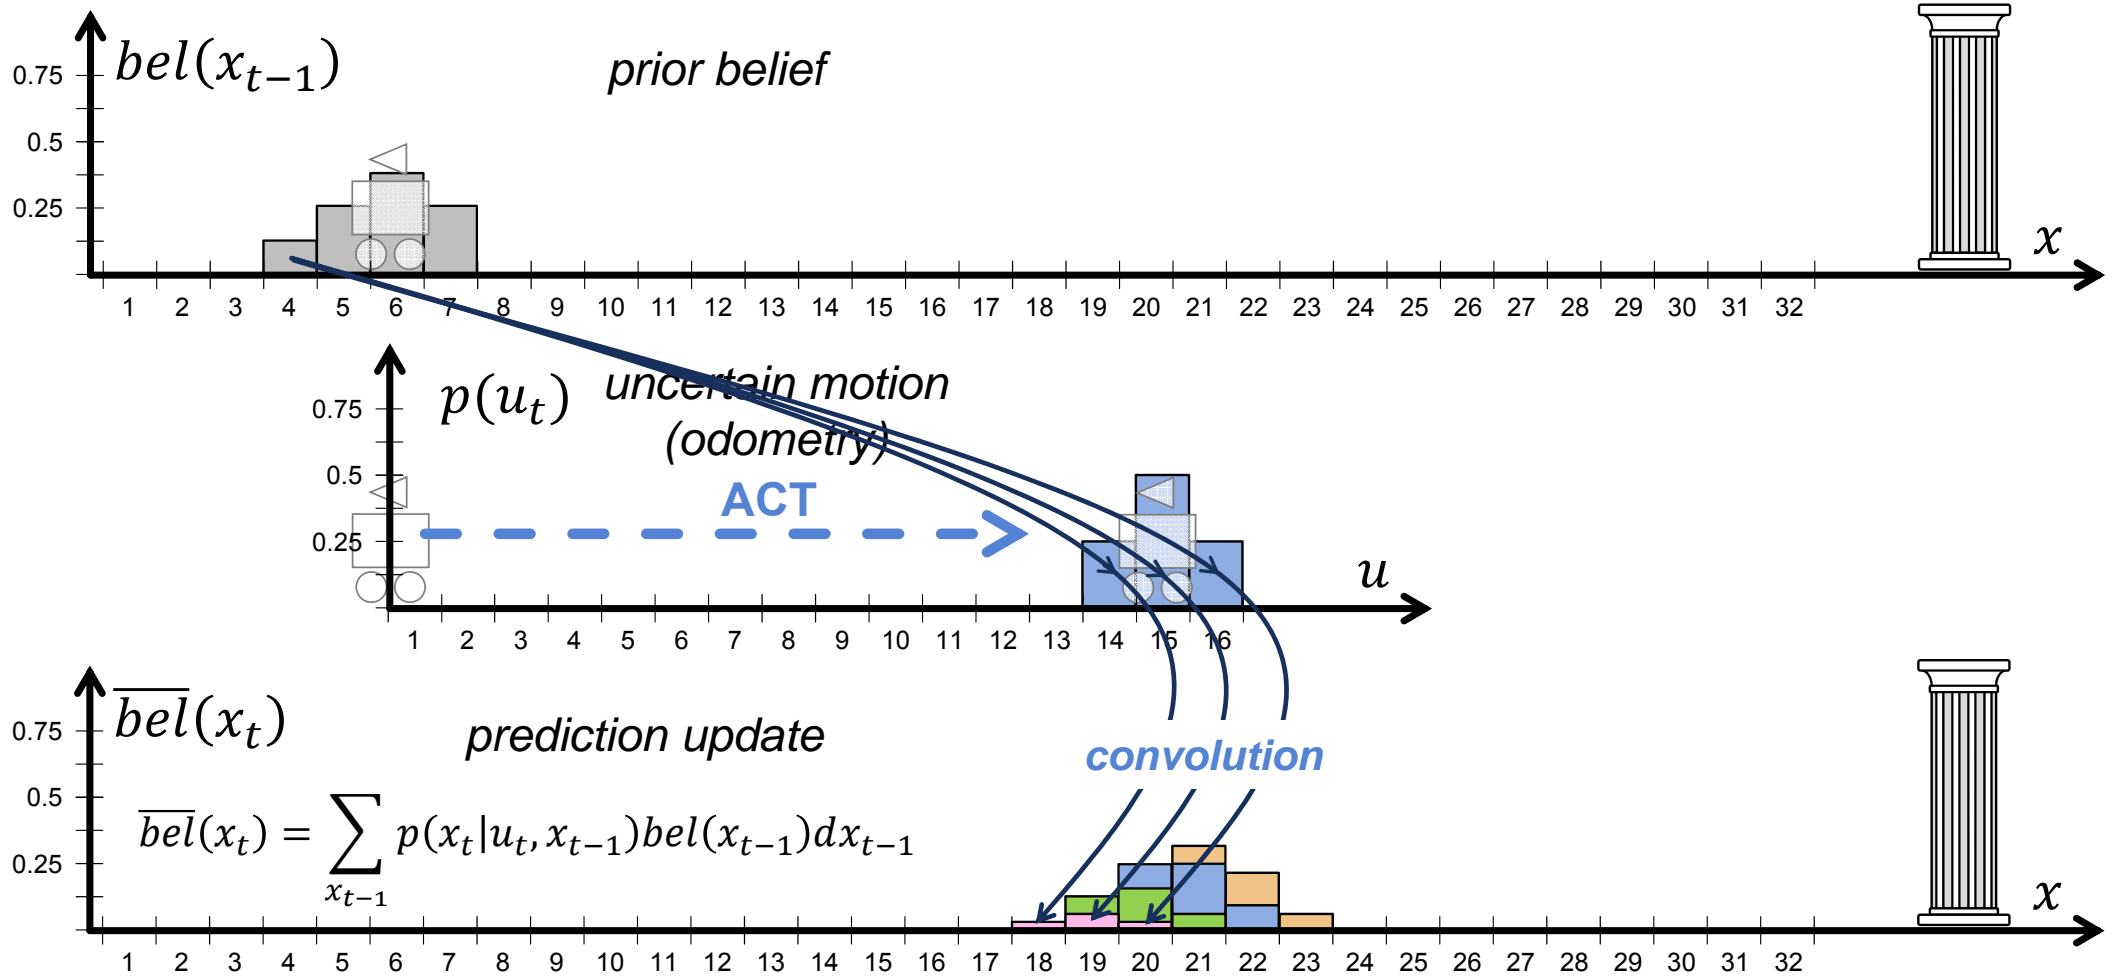 bel(x_{t−1})
prior belief
0.75
0.5
0.25
x
1 2 3 4 5 6 7 8 9 10 11 12 13 14 15 16 17 18 19 20 21 22 23 24 25 26 27 28 29 30 31 32
p(u_t)
uncertain motion
(odometry)
ACT
0.75
0.5
0.25
u
1 2 3 4 5 6 7 8 9 10 11 12 13 14 15 16
\overline{bel}(x_t)
prediction update
convolution
0.75
0.5
0.25
\overline{bel}(x_t) = \sum_{x_{t−1}} p(x_t|u_t, x_{t−1})bel(x_{t−1})dx_{t−1}
x
1 2 3 4 5 6 7 8 9 10 11 12 13 14 15 16 17 18 19 20 21 22 23 24 25 26 27 28 29 30 31 32